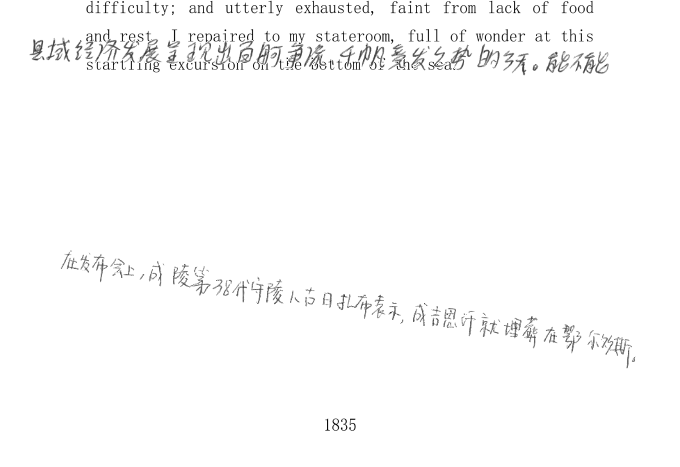 difficulty; and utterly exhausted, faint from lack of food
and rest, I repaired to my stateroom, full of wonder at this
县域经济发展呈现出百舸争流、千帆竞发之势的多。能不能
startling excursion on the bottom of the sea.
在发布会上,成陵第38代守陵人古日扎布表示,成吉思汗就埋葬在鄂尔多斯。
1835